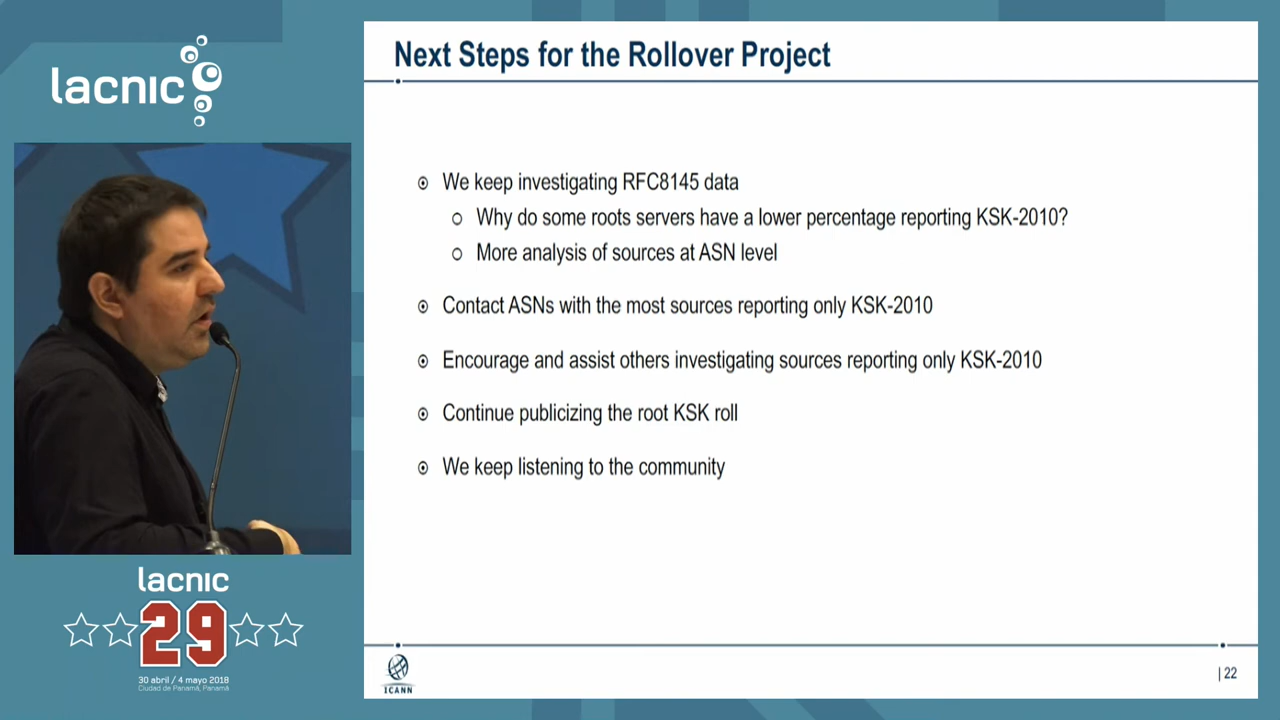 lacnic
Next Steps for the Rollover Project
We keep investigating RFC8145 data
Why do some roots servers have a lower percentage reporting KSK-2010?
More analysis of sources at ASN level
Contact ASNs with the most sources reporting only KSK-2010
Encourage and assist others investigating sources reporting only KSK-2010
Continue publicizing the root KSK roll
We keep listening to the community
lacnic
29
30 abril / 4 mayo 2018
Ciudad de Panamá, Panamá
ICANN
| 22